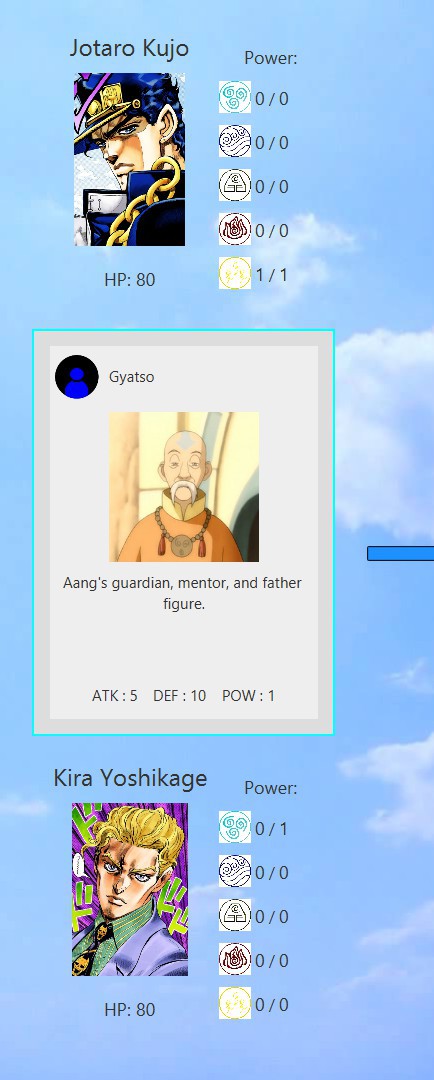 Jotaro Kujo
Power:
0 / 0
0 / 0
0 / 0
0 / 0
1 / 1
HP: 80
Gyatso
Aang's guardian, mentor, and father
figure.
ATK : 5 DEF : 10 POW : 1
Kira Yoshikage
Power:
0 / 1
0 / 0
0 / 0
0 / 0
0 / 0
HP: 80